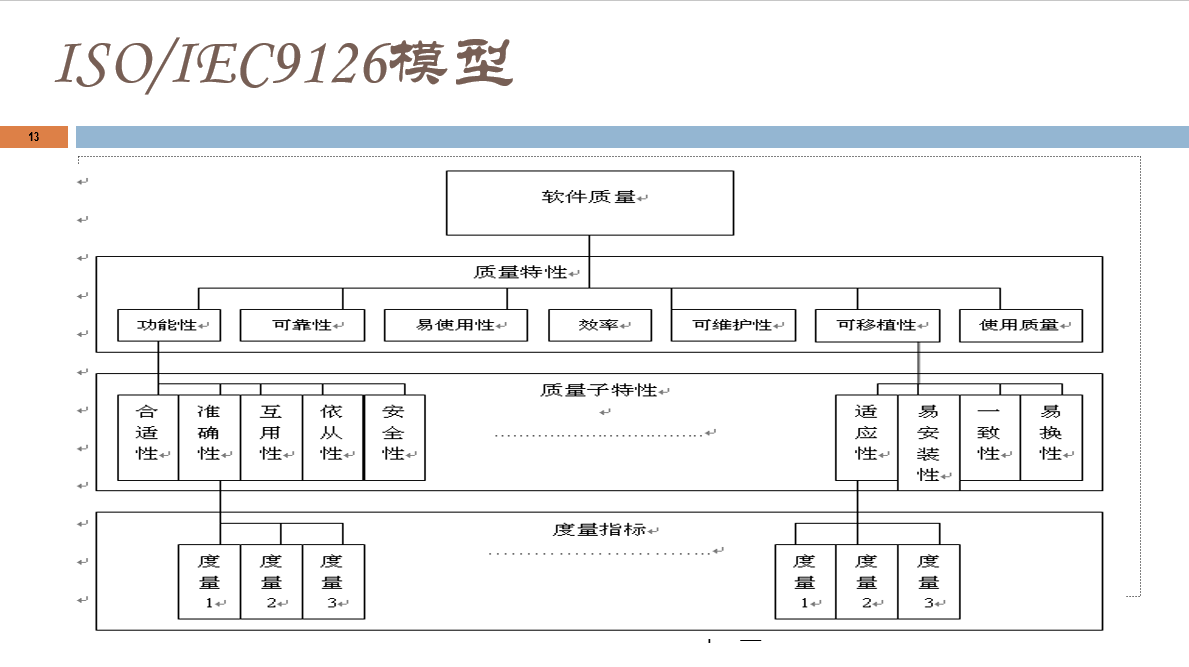 ISO/IEC9126模型
13
软件质量
质量特性
功能性
可靠性
易使用性
效率
可维护性
可移植性
使用质量
质量子特性
合适性
准确性
互用性
依从性
安全性
……………………………
适应性
易安装性
一致性
易换性
度量指标
……………………………
度量1
度量2
度量3
度量1
度量2
度量3